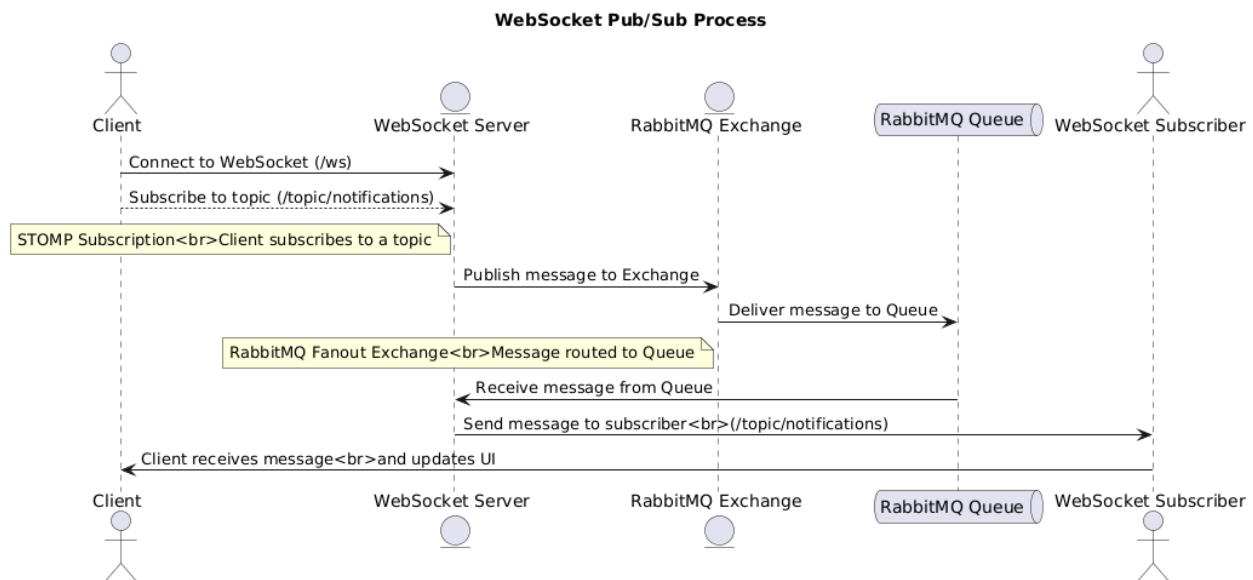 WebSocket Pub/Sub Process
Client
WebSocket Server
RabbitMQ Exchange
RabbitMQ Queue
WebSocket Subscriber
Connect to WebSocket (/ws)
Subscribe to topic (/topic/notifications)
STOMP Subscription<br>Client subscribes to a topic
Publish message to Exchange
Deliver message to Queue
RabbitMQ Fanout Exchange<br>Message routed to Queue
Receive message from Queue
Send message to subscriber<br>(/topic/notifications)
Client receives message<br>and updates UI
Client
WebSocket Server
RabbitMQ Exchange
RabbitMQ Queue
WebSocket Subscriber